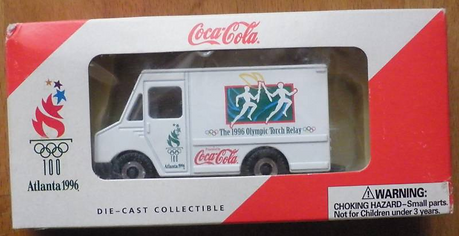 Coca-Cola
The 1996 Olympic Torch Relay
Coca-Cola
Atlanta 1996
Atlanta 1996
DIE-CAST COLLECTIBLE
WARNING:
CHOKING HAZARD–Small parts.
Not for Children under 3 years.